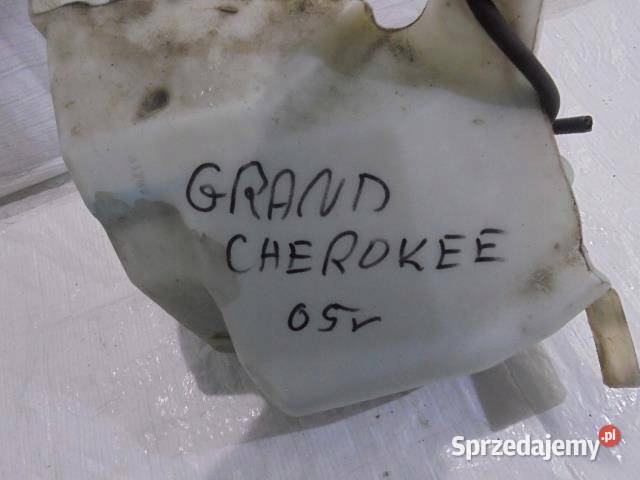 GRAND
CHEROKEE
05r
Sprzedajemy.pl